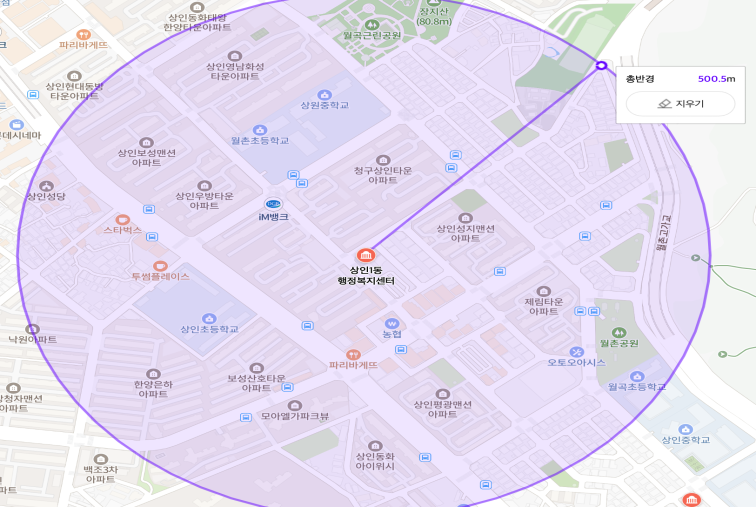 상인동화대왕
한양타운아파트
장지산
(80.8m)
월곡근린공원
파리바게뜨
상인영남화성
타운아파트
총반경 500.5m
지우기
상인현대동방
타운아파트
상원중학교
롯데시네마
월촌초등학교
상인보성맨션
아파트
청구상인타운
아파트
상인성당
상인우방타운
아파트
iM뱅크
스타벅스
상인성지맨션
아파트
월촌고가교
상인1동
행정복지센터
투썸플레이스
제림타운
아파트
상인초등학교
농협
낙원아파트
월촌공원
파리바게뜨
오토오아시스
한양은하
아파트
보성산호타운
아파트
월곡초등학교
상인평광맨션
아파트
모아엘가파크뷰
상인중학교
상인동화
아이위시
백조3차
아파트